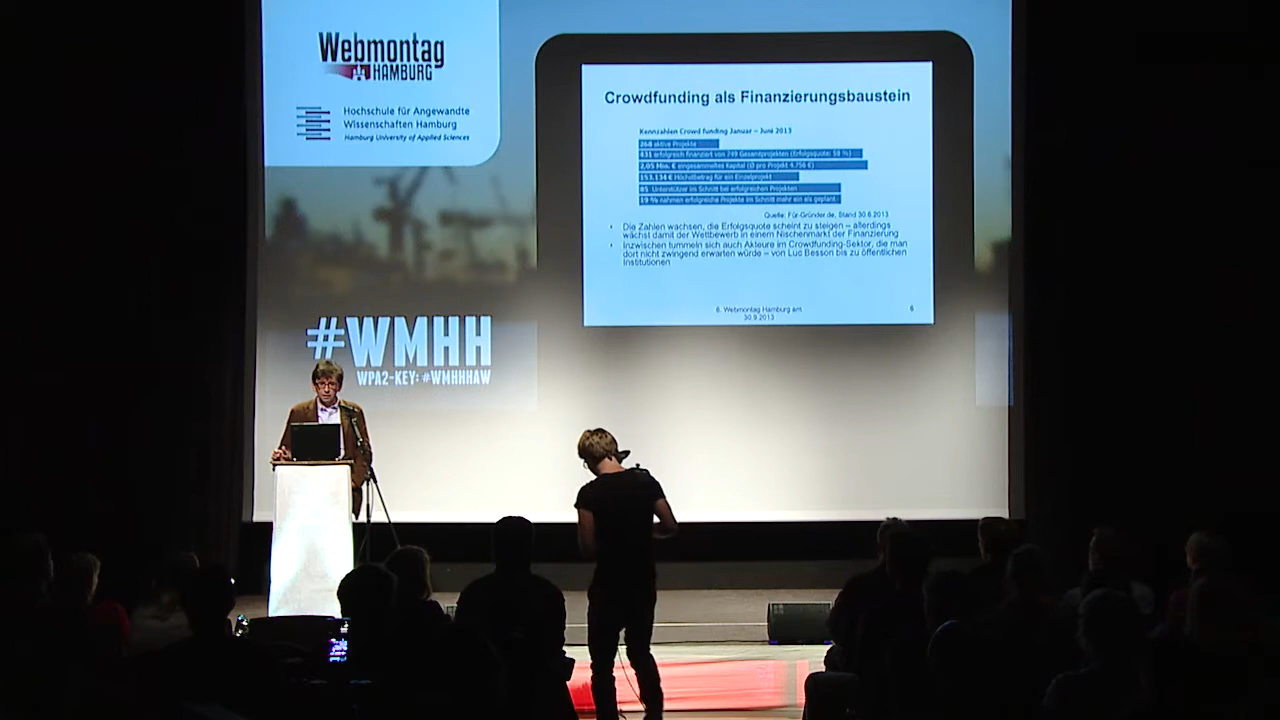 Webmontag
HAMBURG
Hochschule für Angewandte
Wissenschaften Hamburg
Hamburg University of Applied Sciences
#WMHH
WPA2-KEY: #WMHHHAW
Crowdfunding als Finanzierungsbaustein
Kennzahlen Crowd funding Januar – Juni 2013
268 aktive Projekte
431 erfolgreich finanziert von 749 Gesamtprojekten (Erfolgsquote: 58 %)
2,05 Mio. € eingesammeltes Kapital (Ø pro Projekt 4.756 €)
153.134 € Höchstbetrag für ein Einzelprojekt
85 Unterstützer im Schnitt bei erfolgreichen Projekten
19 % nahmen erfolgreiche Projekte im Schnitt mehr ein als geplant
Quelle: Für-Gründer.de, Stand 30.6.2013
• Die Zahlen wachsen, die Erfolgsquote scheint zu steigen – allerdings
wächst damit der Wettbewerb in einem Nischenmarkt der Finanzierung
• Inzwischen tummeln sich auch Akteure im Crowdfunding-Sektor, die man
dort nicht zwingend erwarten würde – von Luc Besson bis zu öffentlichen
Institutionen
6. Webmontag Hamburg am
30.9.2013
6